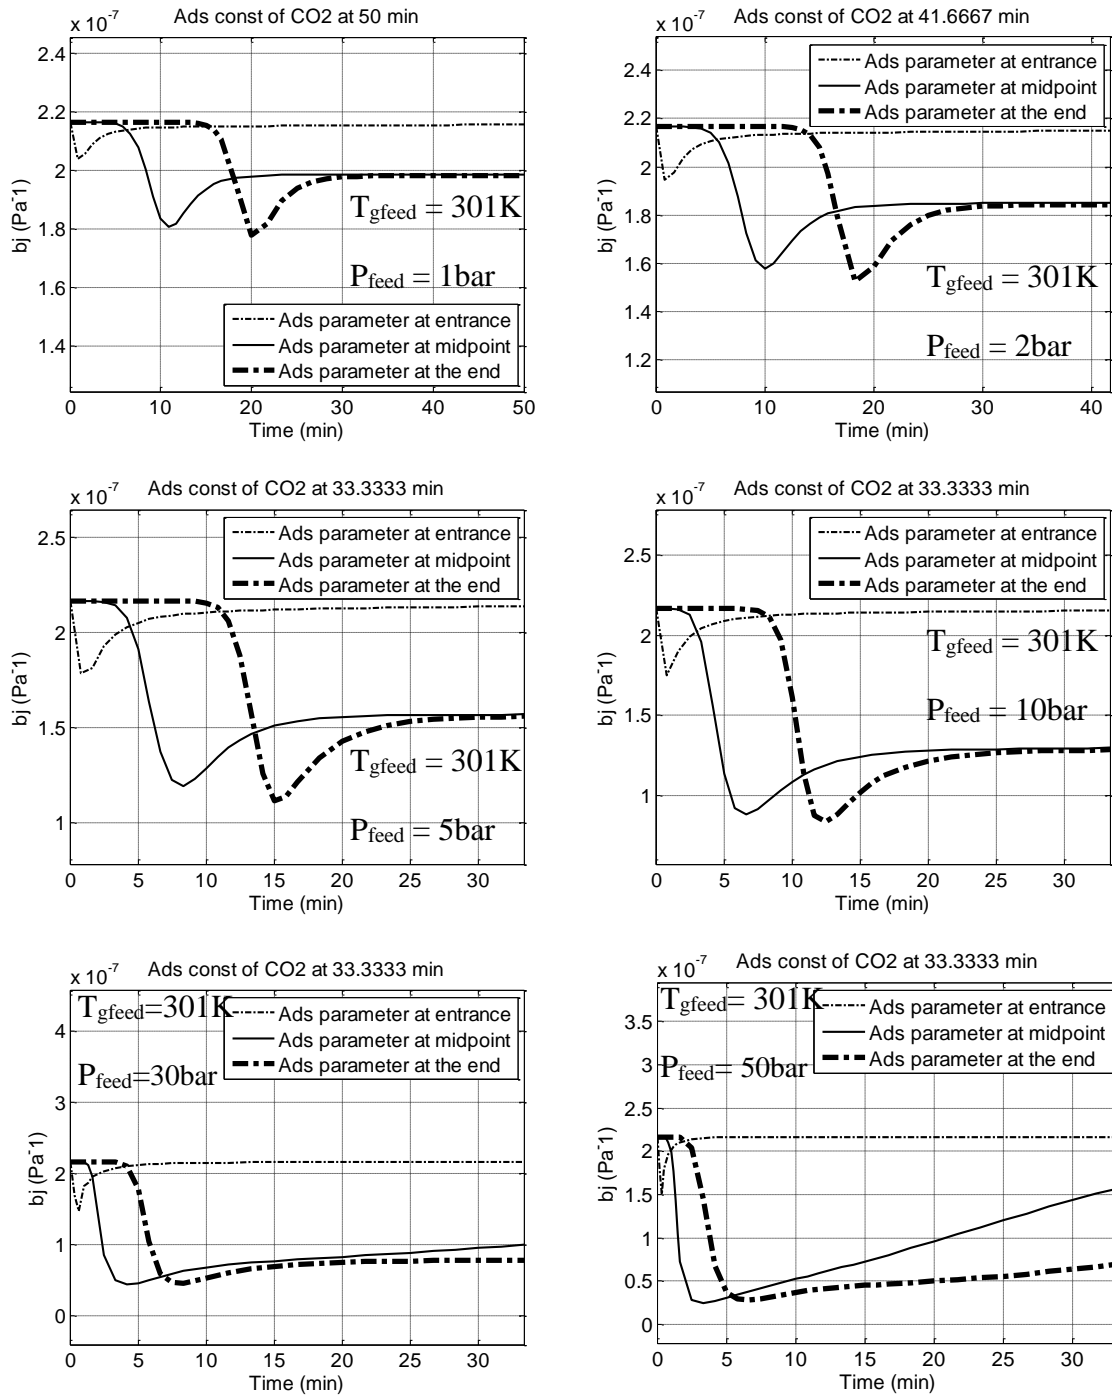 Ads const of CO2 at 50 min
x 10-7
2.4
2.2
2
1.8
1.6
1.4
bj (Pa-1)
Tgfeed = 301K
Pfeed = 1bar
Ads parameter at entrance
Ads parameter at midpoint
Ads parameter at the end
0 10 20 30 40 50
Time (min)
Ads const of CO2 at 41.6667 min
x 10-7
Ads parameter at entrance
Ads parameter at midpoint
Ads parameter at the end
2.4
2.2
2
1.8
1.6
1.4
1.2
bj (Pa-1)
Tgfeed = 301K
Pfeed = 2bar
0 10 20 30 40
Time (min)
Ads const of CO2 at 33.3333 min
x 10-7
Ads parameter at entrance
Ads parameter at midpoint
Ads parameter at the end
2.5
2
1.5
1
bj (Pa-1)
Tgfeed = 301K
Pfeed = 5bar
0 5 10 15 20 25 30
Time (min)
Ads const of CO2 at 33.3333 min
x 10-7
Ads parameter at entrance
Ads parameter at midpoint
Ads parameter at the end
2.5
2
1.5
1
bj (Pa-1)
Tgfeed = 301K
Pfeed = 10bar
0 5 10 15 20 25 30
Time (min)
Ads const of CO2 at 33.3333 min
x 10-7
Tgfeed=301K
Pfeed=30bar
Ads parameter at entrance
Ads parameter at midpoint
Ads parameter at the end
4
3
2
1
0
bj (Pa-1)
0 5 10 15 20 25 30
Time (min)
Ads const of CO2 at 33.3333 min
x 10-7
Tgfeed= 301K
Pfeed= 50bar
Ads parameter at entrance
Ads parameter at midpoint
Ads parameter at the end
3.5
3
2.5
2
1.5
1
0.5
0
bj (Pa-1)
0 5 10 15 20 25 30
Time (min)